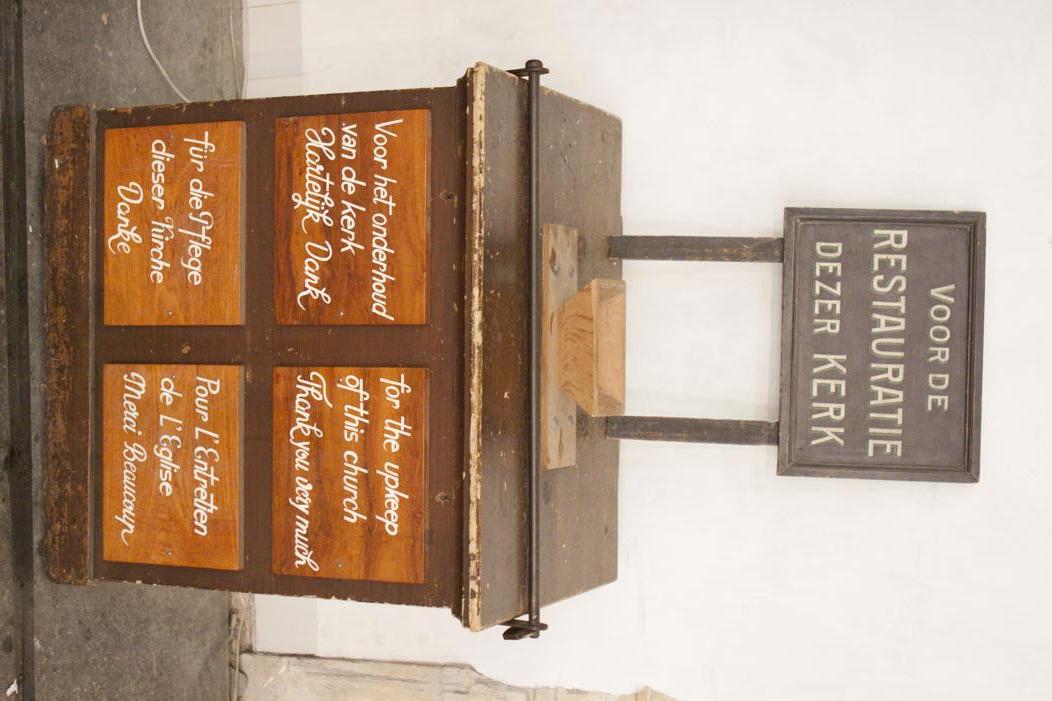 VOOR DE
RESTAURATIE
DEZER KERK
Voor het onderhoud
van de kerk
Hartelijk Dank
for the upkeep
of this church
Thank you very much
für die Pflege
dieser Kirche
Danke
Pour L'Entretien
de L'Eglise
Merci Beaucoup